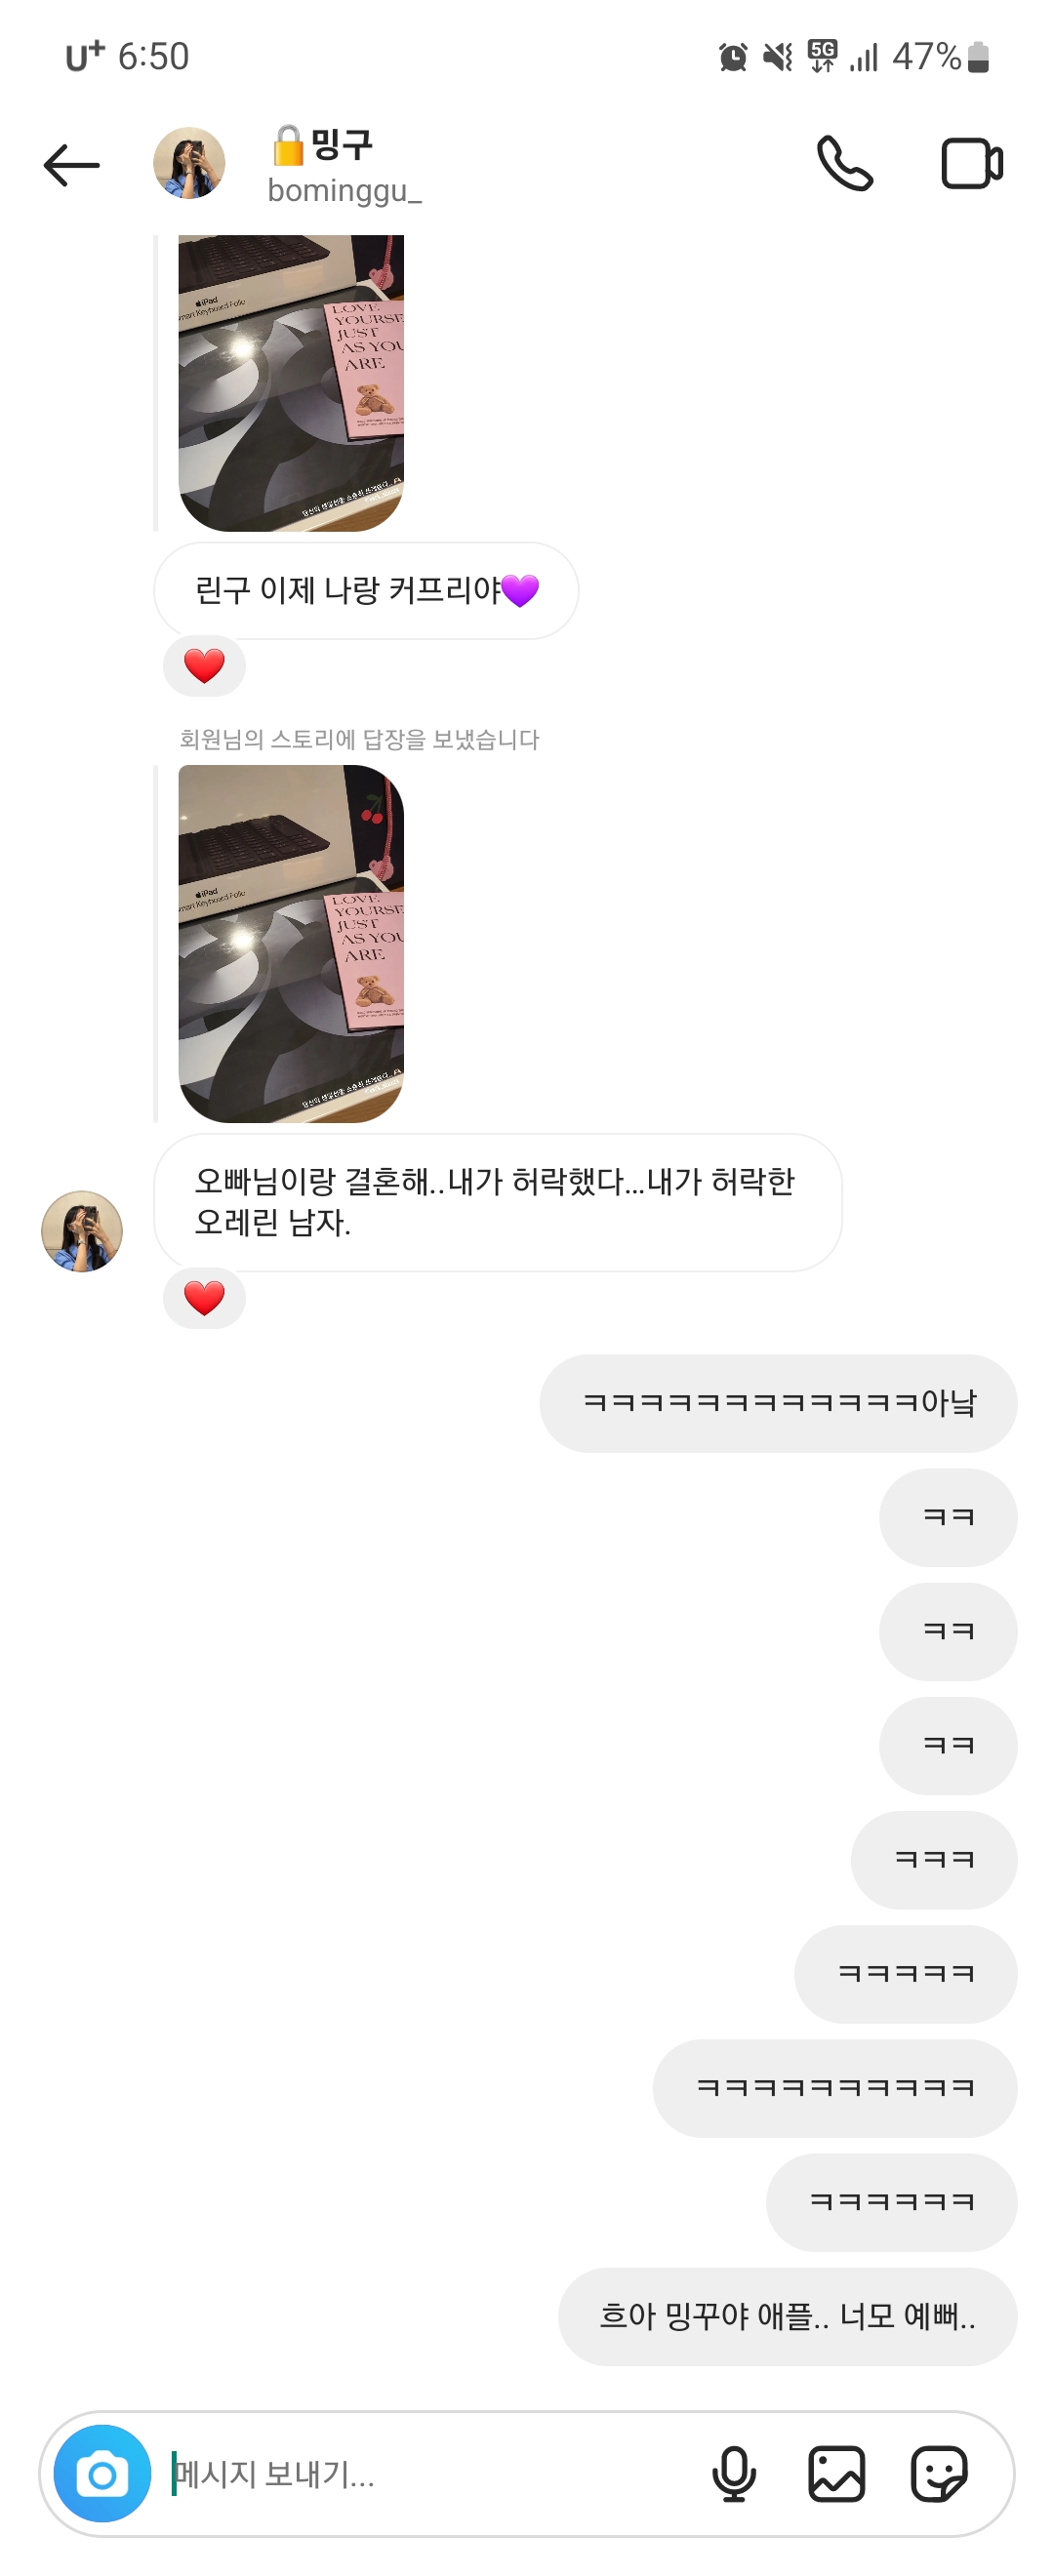 U+ 6:50 5G 47%
🔒밍구
bominggu_
iPad
Smart Keyboard Folio
LOVE
YOURSE
JUST
AS YOU
ARE
린구 이제 나랑 커프리야💜
❤️
회원님의 스토리에 답장을 보냈습니다
iPad
Smart Keyboard Folio
LOVE
YOURSE
JUST
AS YOU
ARE
오빠님이랑 결혼해..내가 허락했다...내가 허락한
오레린 남자.
❤️
ㅋㅋㅋㅋㅋㅋㅋㅋㅋㅋㅋㅋ아낰
ㅋㅋ
ㅋㅋ
ㅋㅋ
ㅋㅋㅋ
ㅋㅋㅋㅋㅋ
ㅋㅋㅋㅋㅋㅋㅋㅋㅋㅋ
ㅋㅋㅋㅋㅋㅋ
흐아 밍꾸야 애플.. 너모 예뻐..
메시지 보내기...